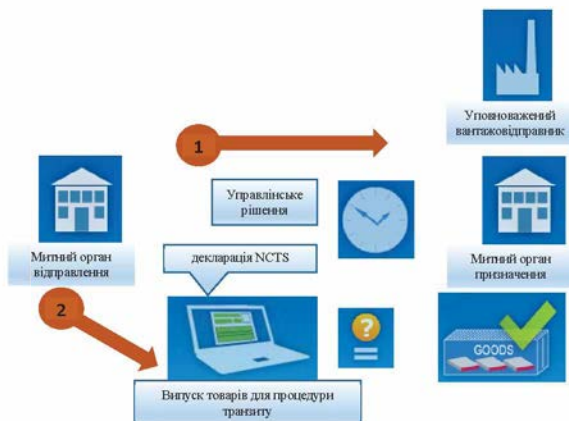 Уповноважений
вантажовідправник
1
Управлінське
рішення
Митний орган
відправлення
Митний орган
призначення
декларація NCTS
2
?
=
GOODS
Випуск товарів для процедури
транзиту